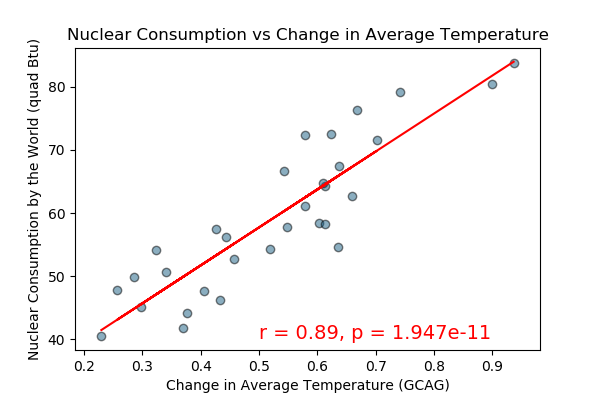 Nuclear Consumption vs Change in Average Temperature
Nuclear Consumption by the World (quad Btu)
80
70
60
50
40
r = 0.89, p = 1.947e-11
0.2 0.3 0.4 0.5 0.6 0.7 0.8 0.9
Change in Average Temperature (GCAG)